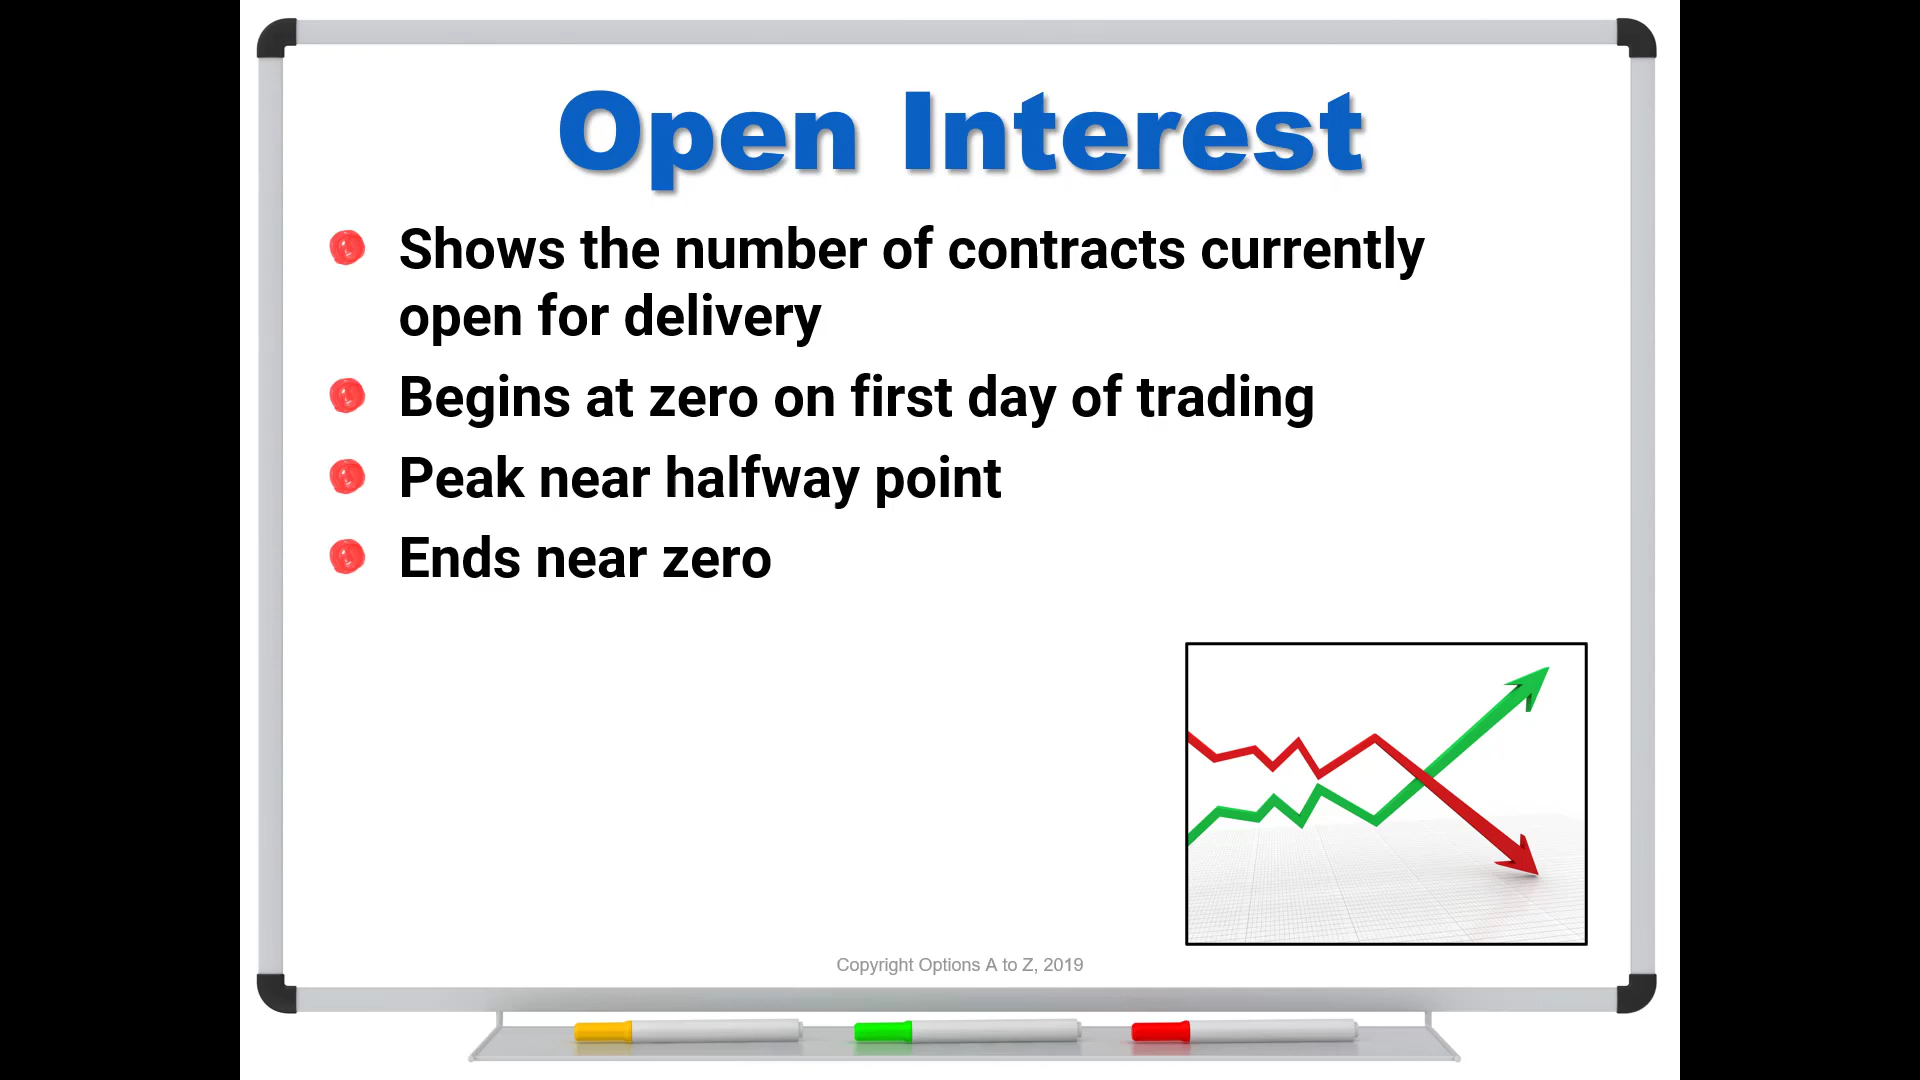 Open Interest
Shows the number of contracts currently
open for delivery
Begins at zero on first day of trading
Peak near halfway point
Ends near zero
Copyright Options A to Z, 2019